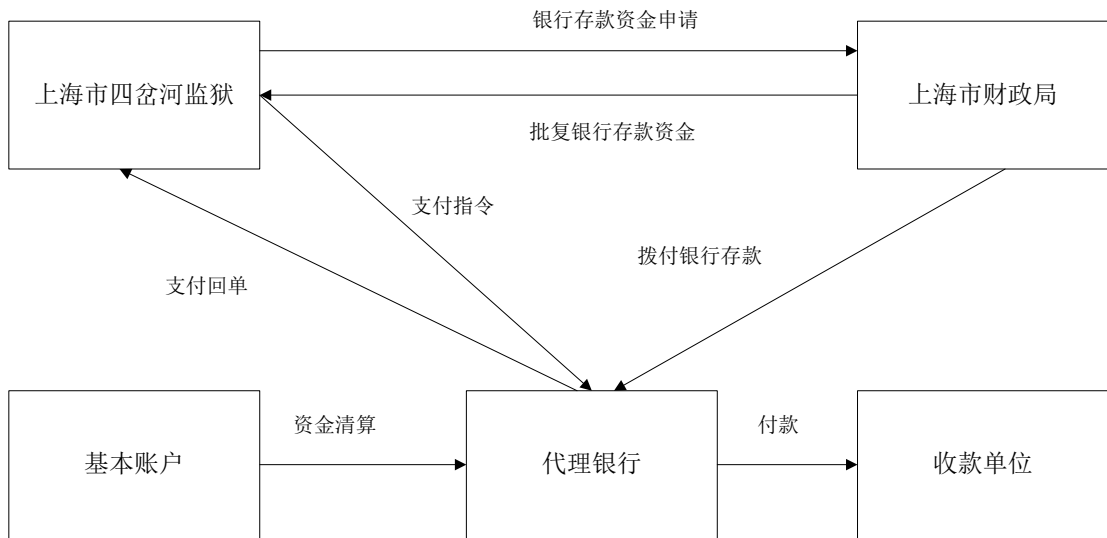 银行存款资金申请
上海市四岔河监狱
上海市财政局
批复银行存款资金
支付指令
拨付银行存款
支付回单
资金清算
付款
基本账户
代理银行
收款单位